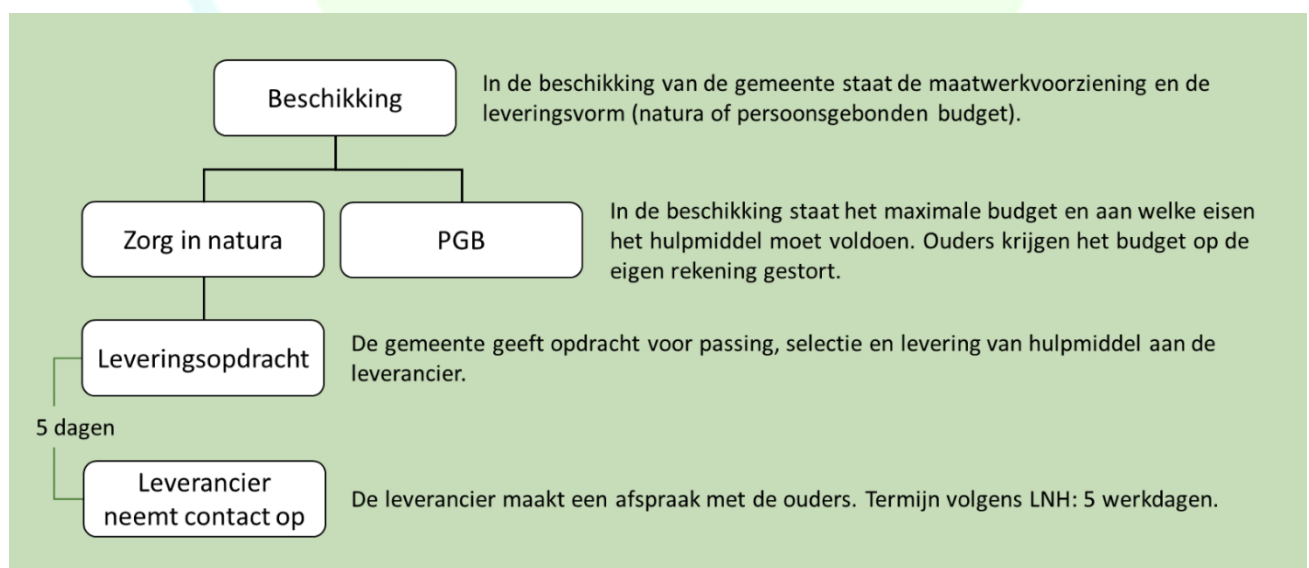 Beschikking
In de beschikking van de gemeente staat de maatwerkvoorziening en de
leveringsvorm (natura of persoonsgebonden budget).
Zorg in natura
PGB
In de beschikking staat het maximale budget en aan welke eisen
het hulpmiddel moet voldoen. Ouders krijgen het budget op de
eigen rekening gestort.
Leveringsopdracht
De gemeente geeft opdracht voor passing, selectie en levering van hulpmiddel aan de
leverancier.
5 dagen
Leverancier
neemt contact op
De leverancier maakt een afspraak met de ouders. Termijn volgens LNH: 5 werkdagen.